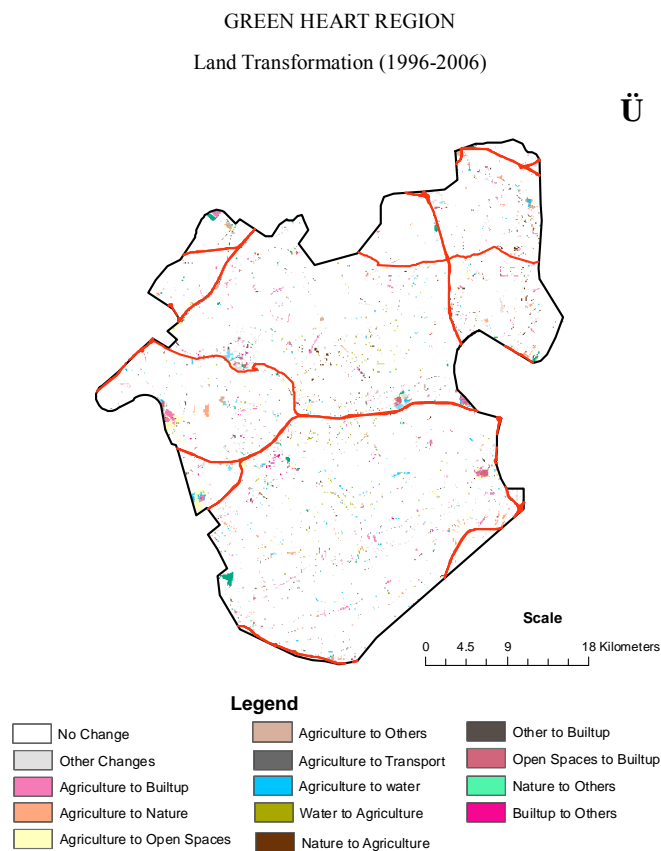 GREEN HEART REGION
Land Transformation (1996-2006)
Ü
Scale
0 4.5 9 18 Kilometers
Legend
No Change
Other Changes
Agriculture to Builtup
Agriculture to Nature
Agriculture to Open Spaces
Agriculture to Others
Agriculture to Transport
Agriculture to water
Water to Agriculture
Nature to Agriculture
Other to Builtup
Open Spaces to Builtup
Nature to Others
Builtup to Others